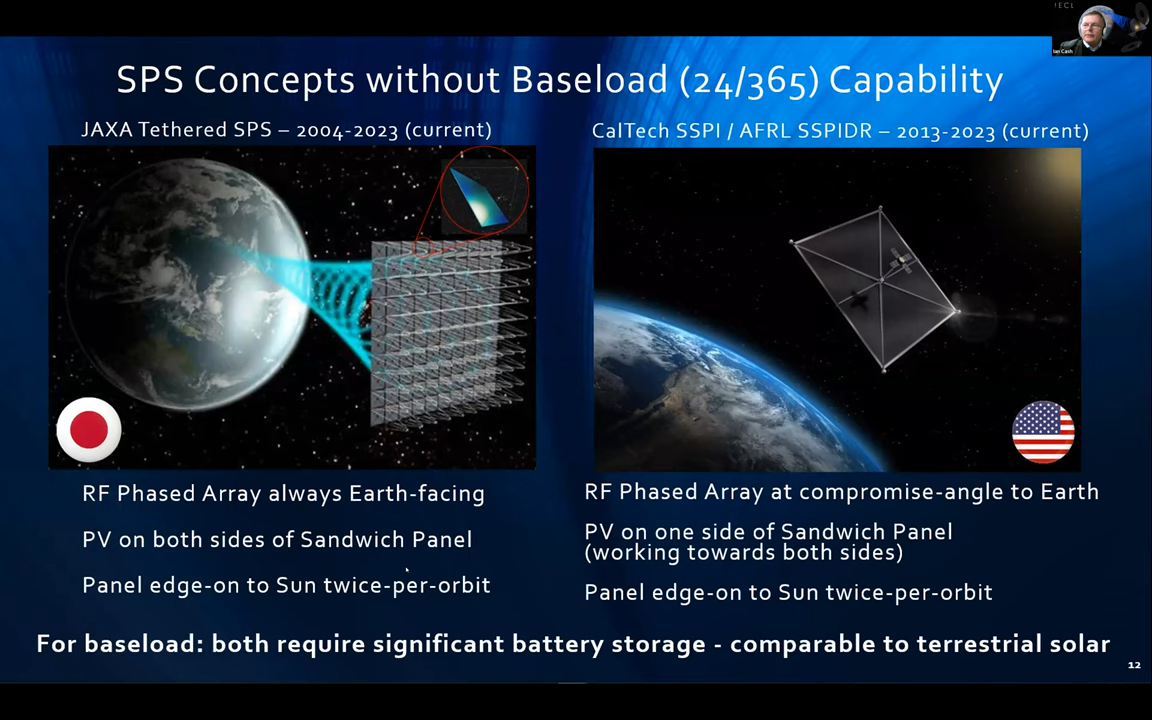 IECL
Ian Cash
SPS Concepts without Baseload (24/365) Capability
JAXA Tethered SPS – 2004-2023 (current)
CalTech SSPI / AFRL SSPIDR – 2013-2023 (current)
RF Phased Array always Earth-facing
PV on both sides of Sandwich Panel
Panel edge-on to Sun twice-per-orbit
RF Phased Array at compromise-angle to Earth
PV on one side of Sandwich Panel
(working towards both sides)
Panel edge-on to Sun twice-per-orbit
For baseload: both require significant battery storage - comparable to terrestrial solar
12